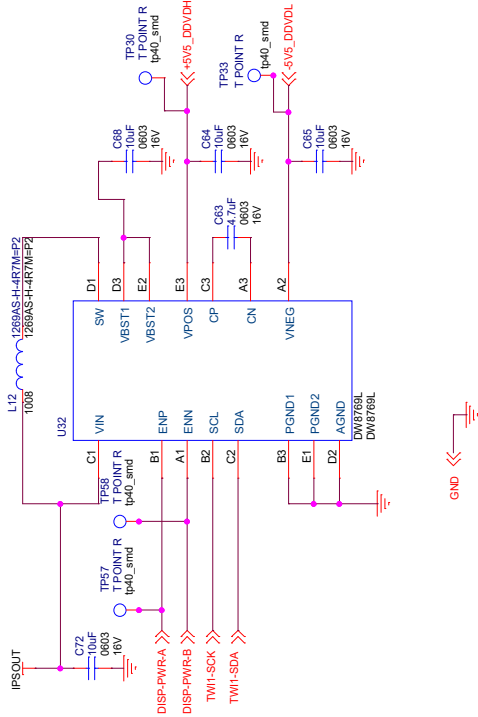 IPSOUT
C72
10uF
0603
16V
L12
1269AS-H-4R7M=P2
1269AS-H-4R7M=P2
1008
TP57
T POINT R
tp40_smd
TP58
T POINT R
tp40_smd
DISP-PWR-A
DISP-PWR-B
TWI1-SCK
TWI1-SDA
C1
B1
A1
B2
C2
B3
E1
D2
U32
VIN
ENP
ENN
SCL
SDA
PGND1
PGND2
AGND
DW8769L
DW8769L
SW
VBST1
VBST2
VPOS
CP
CN
VNEG
D1
D3
E2
E3
C3
A3
A2
C68
10uF
0603
16V
C64
10uF
0603
16V
C63
4.7uF
0603
16V
C65
10uF
0603
16V
TP30
T POINT R
tp40_smd
+5V5_DDVDH
TP33
T POINT R
tp40_smd
-5V5_DDVDL
GND